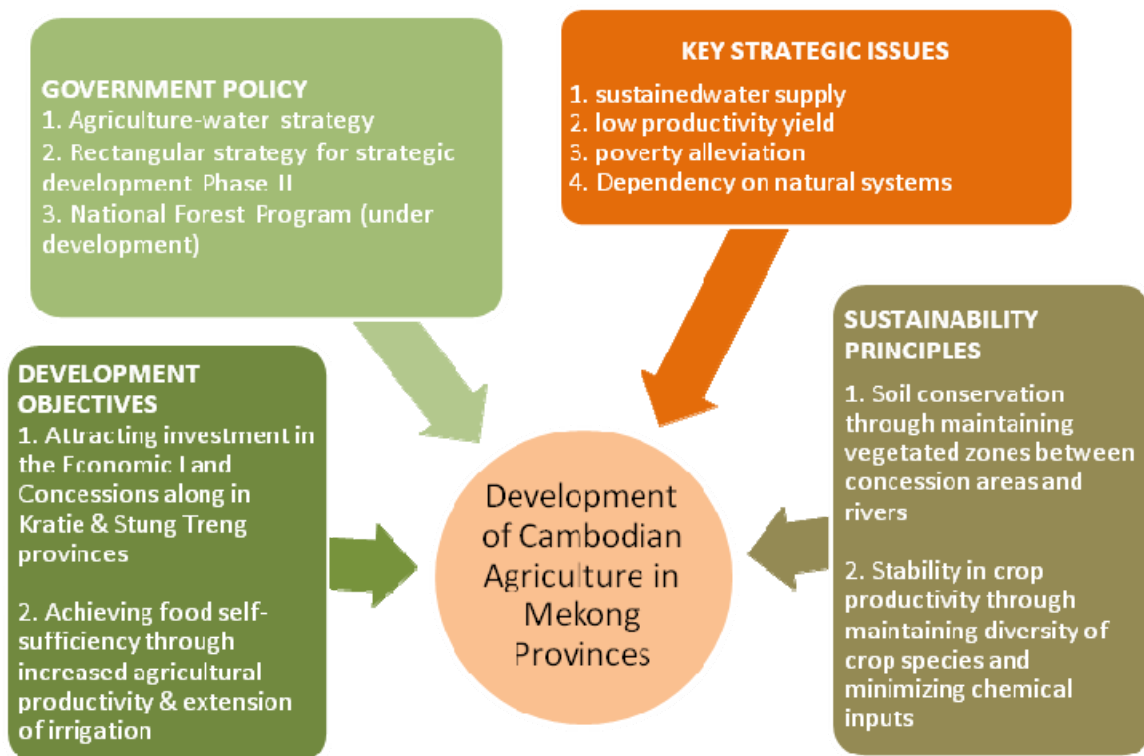 GOVERNMENT POLICY
1. Agriculture-water strategy
2. Rectangular strategy for strategic
development Phase II
3. National Forest Program (under
development)
KEY STRATEGIC ISSUES
1. sustainedwater supply
2. low productivity yield
3. poverty alleviation
4. Dependency on natural systems
DEVELOPMENT
OBJECTIVES
1. Attracting investment in
the Economic Land
Concessions along in
Kratie & Stung Treng
provinces
2. Achieving food self-
sufficiency through
increased agricultural
productivity & extension
of irrigation
Development
of Cambodian
Agriculture in
Mekong
Provinces
SUSTAINABILITY
PRINCIPLES
1. Soil conservation
through maintaining
vegetated zones between
concession areas and
rivers
2. Stability in crop
productivity through
maintaining diversity of
crop species and
minimizing chemical
inputs